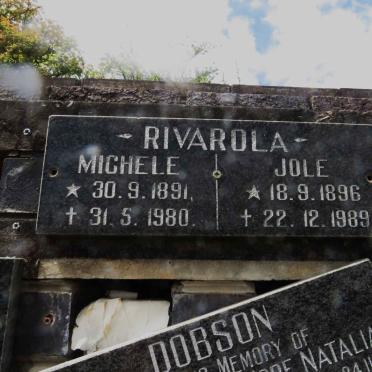 RIVAROLA
MICHELE JOLE
☆ 30.9.1891 ☆ 18.9.1896
✝ 31.5.1980 ✝ 22.12.1989
DOBSON
MEMORY OF
NATALIA